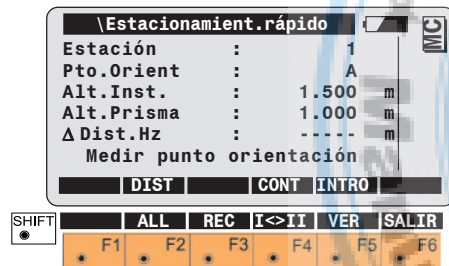 \Estacionamient.rápido
MC
Estación : 1
Pto.Orient : A
Alt.Inst. : 1.500 m
Alt.Prisma : 1.000 m
Δ Dist.Hz : ----- m
Medir punto orientación
DIST CONT INTRO
SHIFT ALL REC I<>II VER SALIR
F1 F2 F3 F4 F5 F6